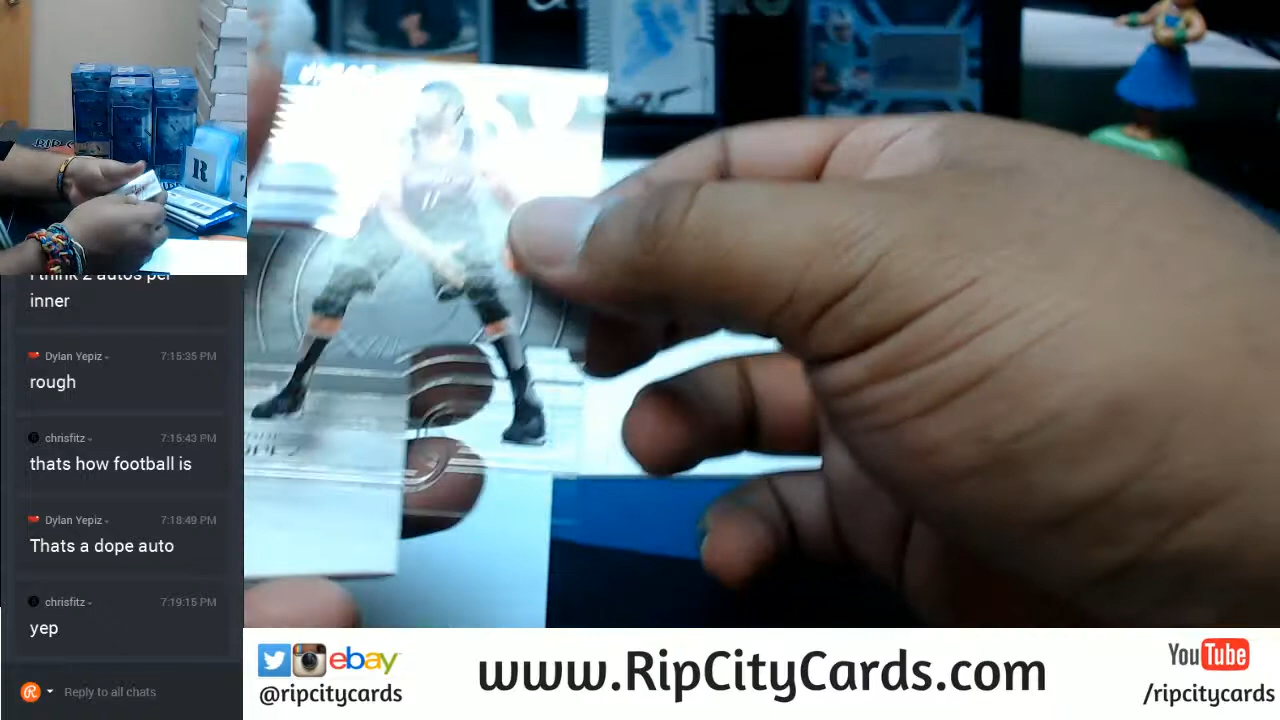 R
I think 2 autos per
inner
Dylan Yepiz
7:15:35 PM
rough
chrisfitz
7:15:43 PM
thats how football is
Dylan Yepiz
7:18:49 PM
Thats a dope auto
chrisfitz
7:19:15 PM
yep
Reply to all chats
ebay
@ripcitycards
www.RipCityCards.com
YouTube
/ripcitycards